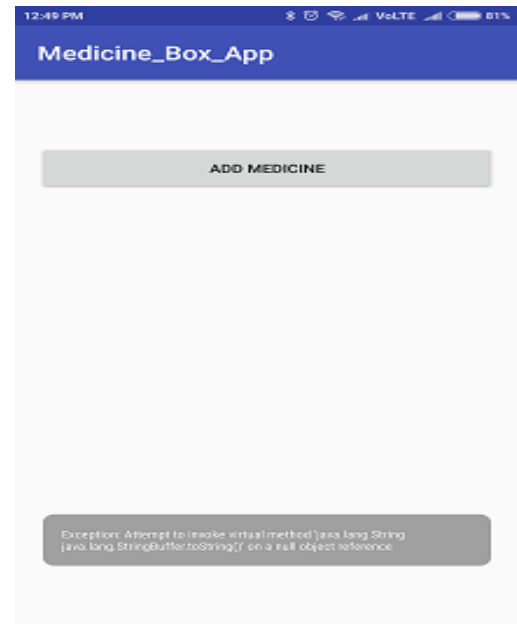 12:49 PM VoLTE 81%
Medicine_Box_App
ADD MEDICINE
Exception: Attempt to invoke virtual method 'java.lang.String
java.lang.StringBuffer.toString()' on a null object reference